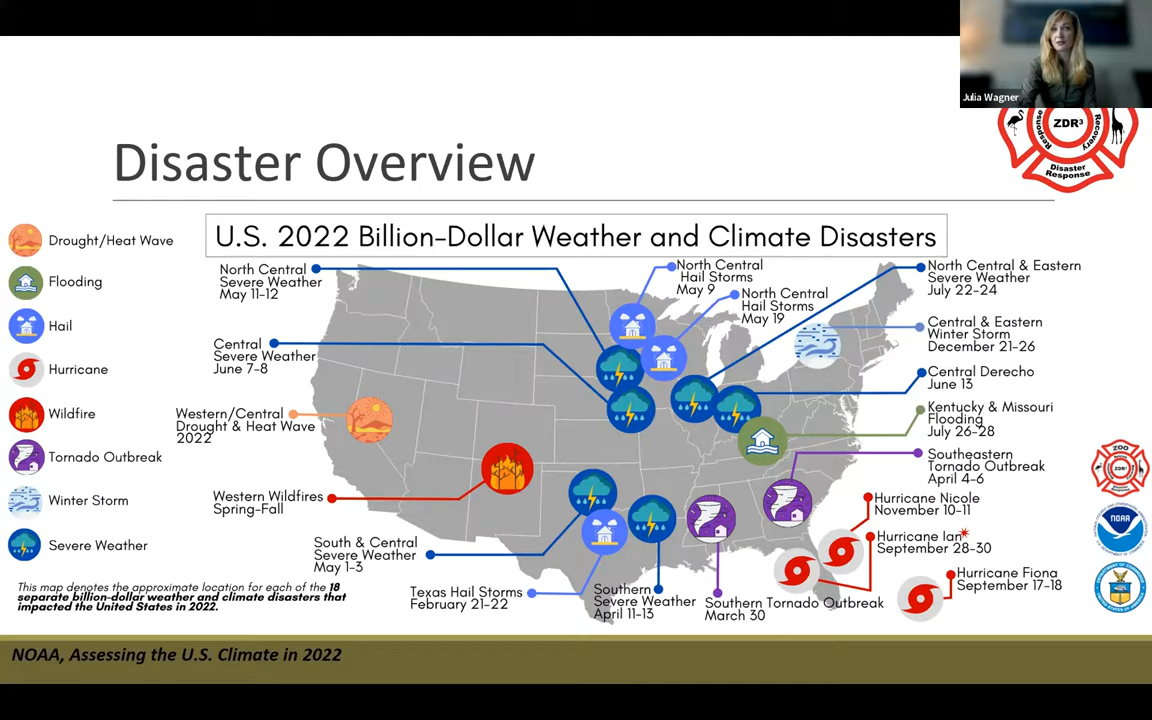 Julia Wagner
ZDR³
Response
Recovery
Disaster
Response
Disaster Overview
U.S. 2022 Billion-Dollar Weather and Climate Disasters
Drought/Heat Wave
Flooding
Hail
Hurricane
Wildfire
Tornado Outbreak
Winter Storm
Severe Weather
North Central
Severe Weather
May 11-12
North Central
Hail Storms
May 9
North Central
Hail Storms
May 19
North Central & Eastern
Severe Weather
July 22-24
Central
Severe Weather
June 7-8
Central & Eastern
Winter Storm
December 21-26
Central Derecho
June 13
Western/Central
Drought & Heat Wave
2022
Kentucky & Missouri
Flooding
July 26-28
Southeastern
Tornado Outbreak
April 4-6
Western Wildfires
Spring-Fall
Hurricane Nicole
November 10-11
Hurricane Ian
September 28-30
South & Central
Severe Weather
May 1-3
Hurricane Fiona
September 17-18
Texas Hail Storms
February 21-22
Southern
Severe Weather
April 11-13
Southern Tornado Outbreak
March 30
This map denotes the approximate location for each of the 18
separate billion-dollar weather and climate disasters that
impacted the United States in 2022.
ZOO
ZDR³
NOAA
NOAA, Assessing the U.S. Climate in 2022